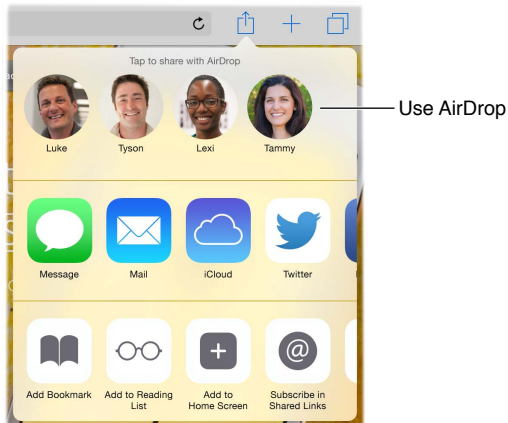 Tap to share with AirDrop
Use AirDrop
Luke Tyson Lexi Tammy
Message Mail iCloud Twitter
@
Add Bookmark Add to Reading Add to Subscribe in
List Home Screen Shared Links